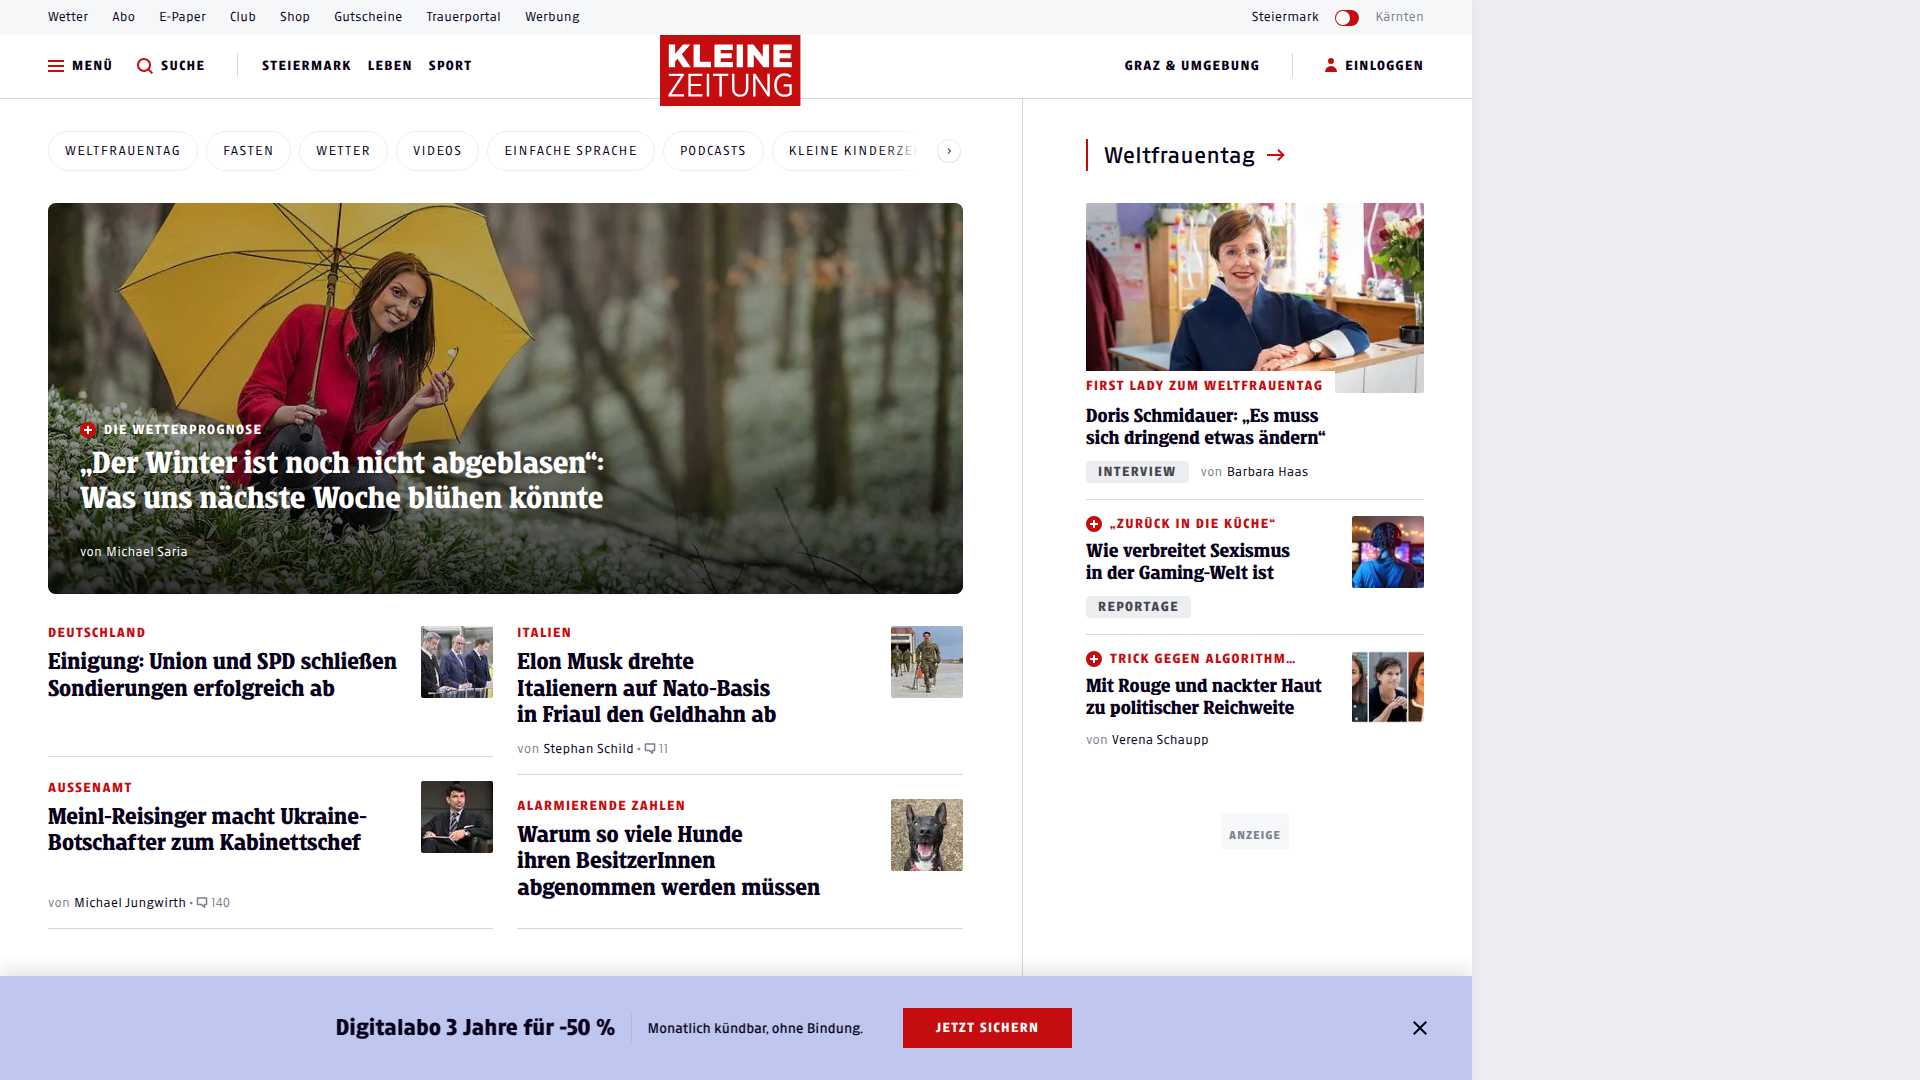 Wetter Abo E-Paper Club Shop Gutscheine Trauerportal Werbung Steiermark Kärnten
MENÜ SUCHE STEIERMARK LEBEN SPORT KLEINE ZEITUNG GRAZ & UMGEBUNG EINLOGGEN
WELTFRAUENTAG FASTEN WETTER VIDEOS EINFACHE SPRACHE PODCASTS KLEINE KINDERZE
DIE WETTERPROGNOSE
„Der Winter ist noch nicht abgeblasen“:
Was uns nächste Woche blühen könnte
von Michael Saria
DEUTSCHLAND
Einigung: Union und SPD schließen
Sondierungen erfolgreich ab
ITALIEN
Elon Musk drehte
Italienern auf Nato-Basis
in Friaul den Geldhahn ab
von Stephan Schild • 11
AUSSENAMT
Meinl-Reisinger macht Ukraine-
Botschafter zum Kabinettschef
von Michael Jungwirth • 140
ALARMIERENDE ZAHLEN
Warum so viele Hunde
ihren BesitzerInnen
abgenommen werden müssen
Weltfrauentag
FIRST LADY ZUM WELTFRAUENTAG
Doris Schmidauer: „Es muss
sich dringend etwas ändern“
INTERVIEW von Barbara Haas
„ZURÜCK IN DIE KÜCHE“
Wie verbreitet Sexismus
in der Gaming-Welt ist
REPORTAGE
TRICK GEGEN ALGORITHM…
Mit Rouge und nackter Haut
zu politischer Reichweite
von Verena Schaupp
ANZEIGE
Digitalabo 3 Jahre für -50 % Monatlich kündbar, ohne Bindung. JETZT SICHERN